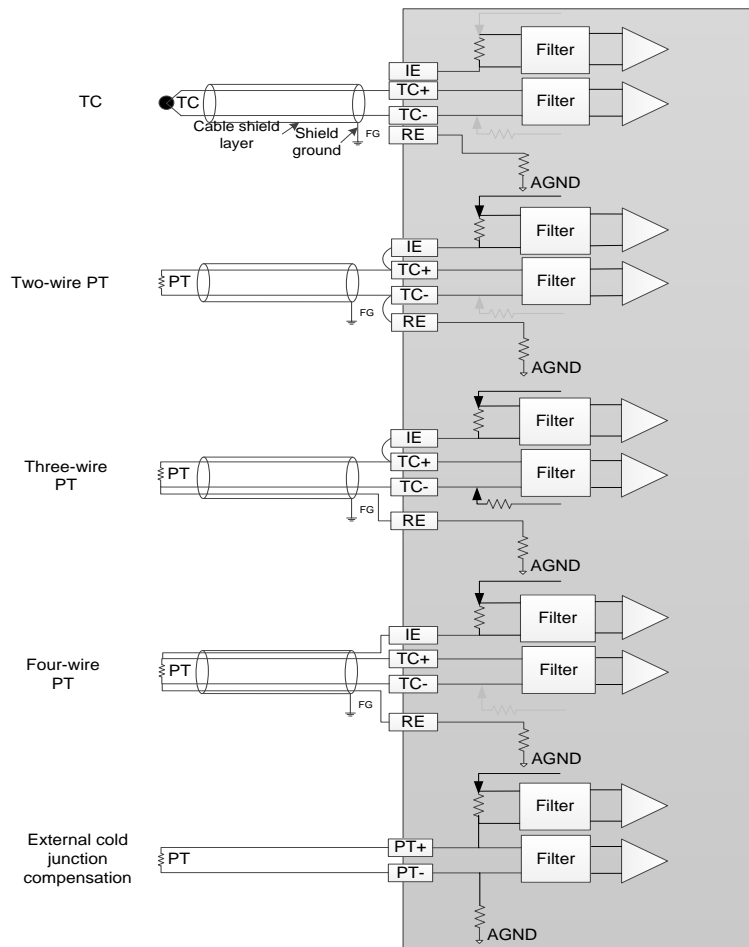 TC
TC
Cable shield
layer
Shield
ground
FG
IE
TC+
TC-
RE
Filter
Filter
AGND
Two-wire PT
PT
FG
IE
TC+
TC-
RE
Filter
Filter
AGND
Three-wire
PT
PT
FG
IE
TC+
TC-
RE
Filter
Filter
AGND
Four-wire
PT
PT
FG
IE
TC+
TC-
RE
Filter
Filter
AGND
External cold
junction
compensation
PT
PT+
PT-
Filter
Filter
AGND